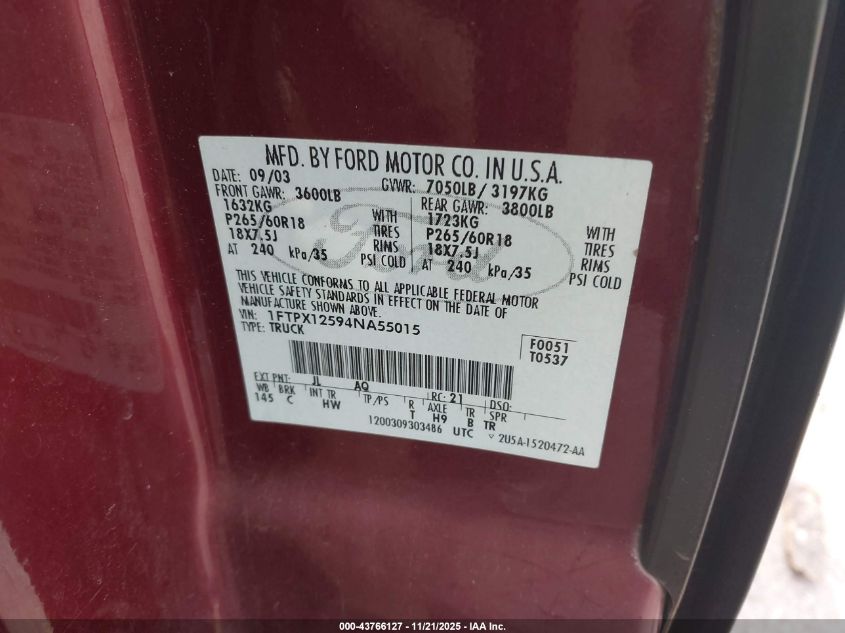 MFD. BY FORD MOTOR CO. IN U.S.A.
DATE: 09/03 GVWR: 7050LB/ 3197KG
FRONT GAWR: 3600LB REAR GAWR: 3800LB
1632KG WITH 1723KG WITH
P265/60R18 TIRES P265/60R18 TIRES
18X7.5J RIMS 18X7.5J RIMS
AT 240 kPa/35 PSI COLD AT 240 kPa/35 PSI COLD
THIS VEHICLE CONFORMS TO ALL APPLICABLE FEDERAL MOTOR
VEHICLE SAFETY STANDARDS IN EFFECT ON THE DATE OF
MANUFACTURE SHOWN ABOVE.
VIN: 1FTPX12594NA55015
TYPE: TRUCK
F0051
T0537
Ford
EXT PNT: JL AQ RC: 21 DSO:
WB BRK INT TR TP/PS R AXLE TR SPR
145 C HW T H9 B TR
1200309303486 UTC ▽ 2U5A-1520472-AA
000-43766127 - 11/21/2025 - IAA Inc.